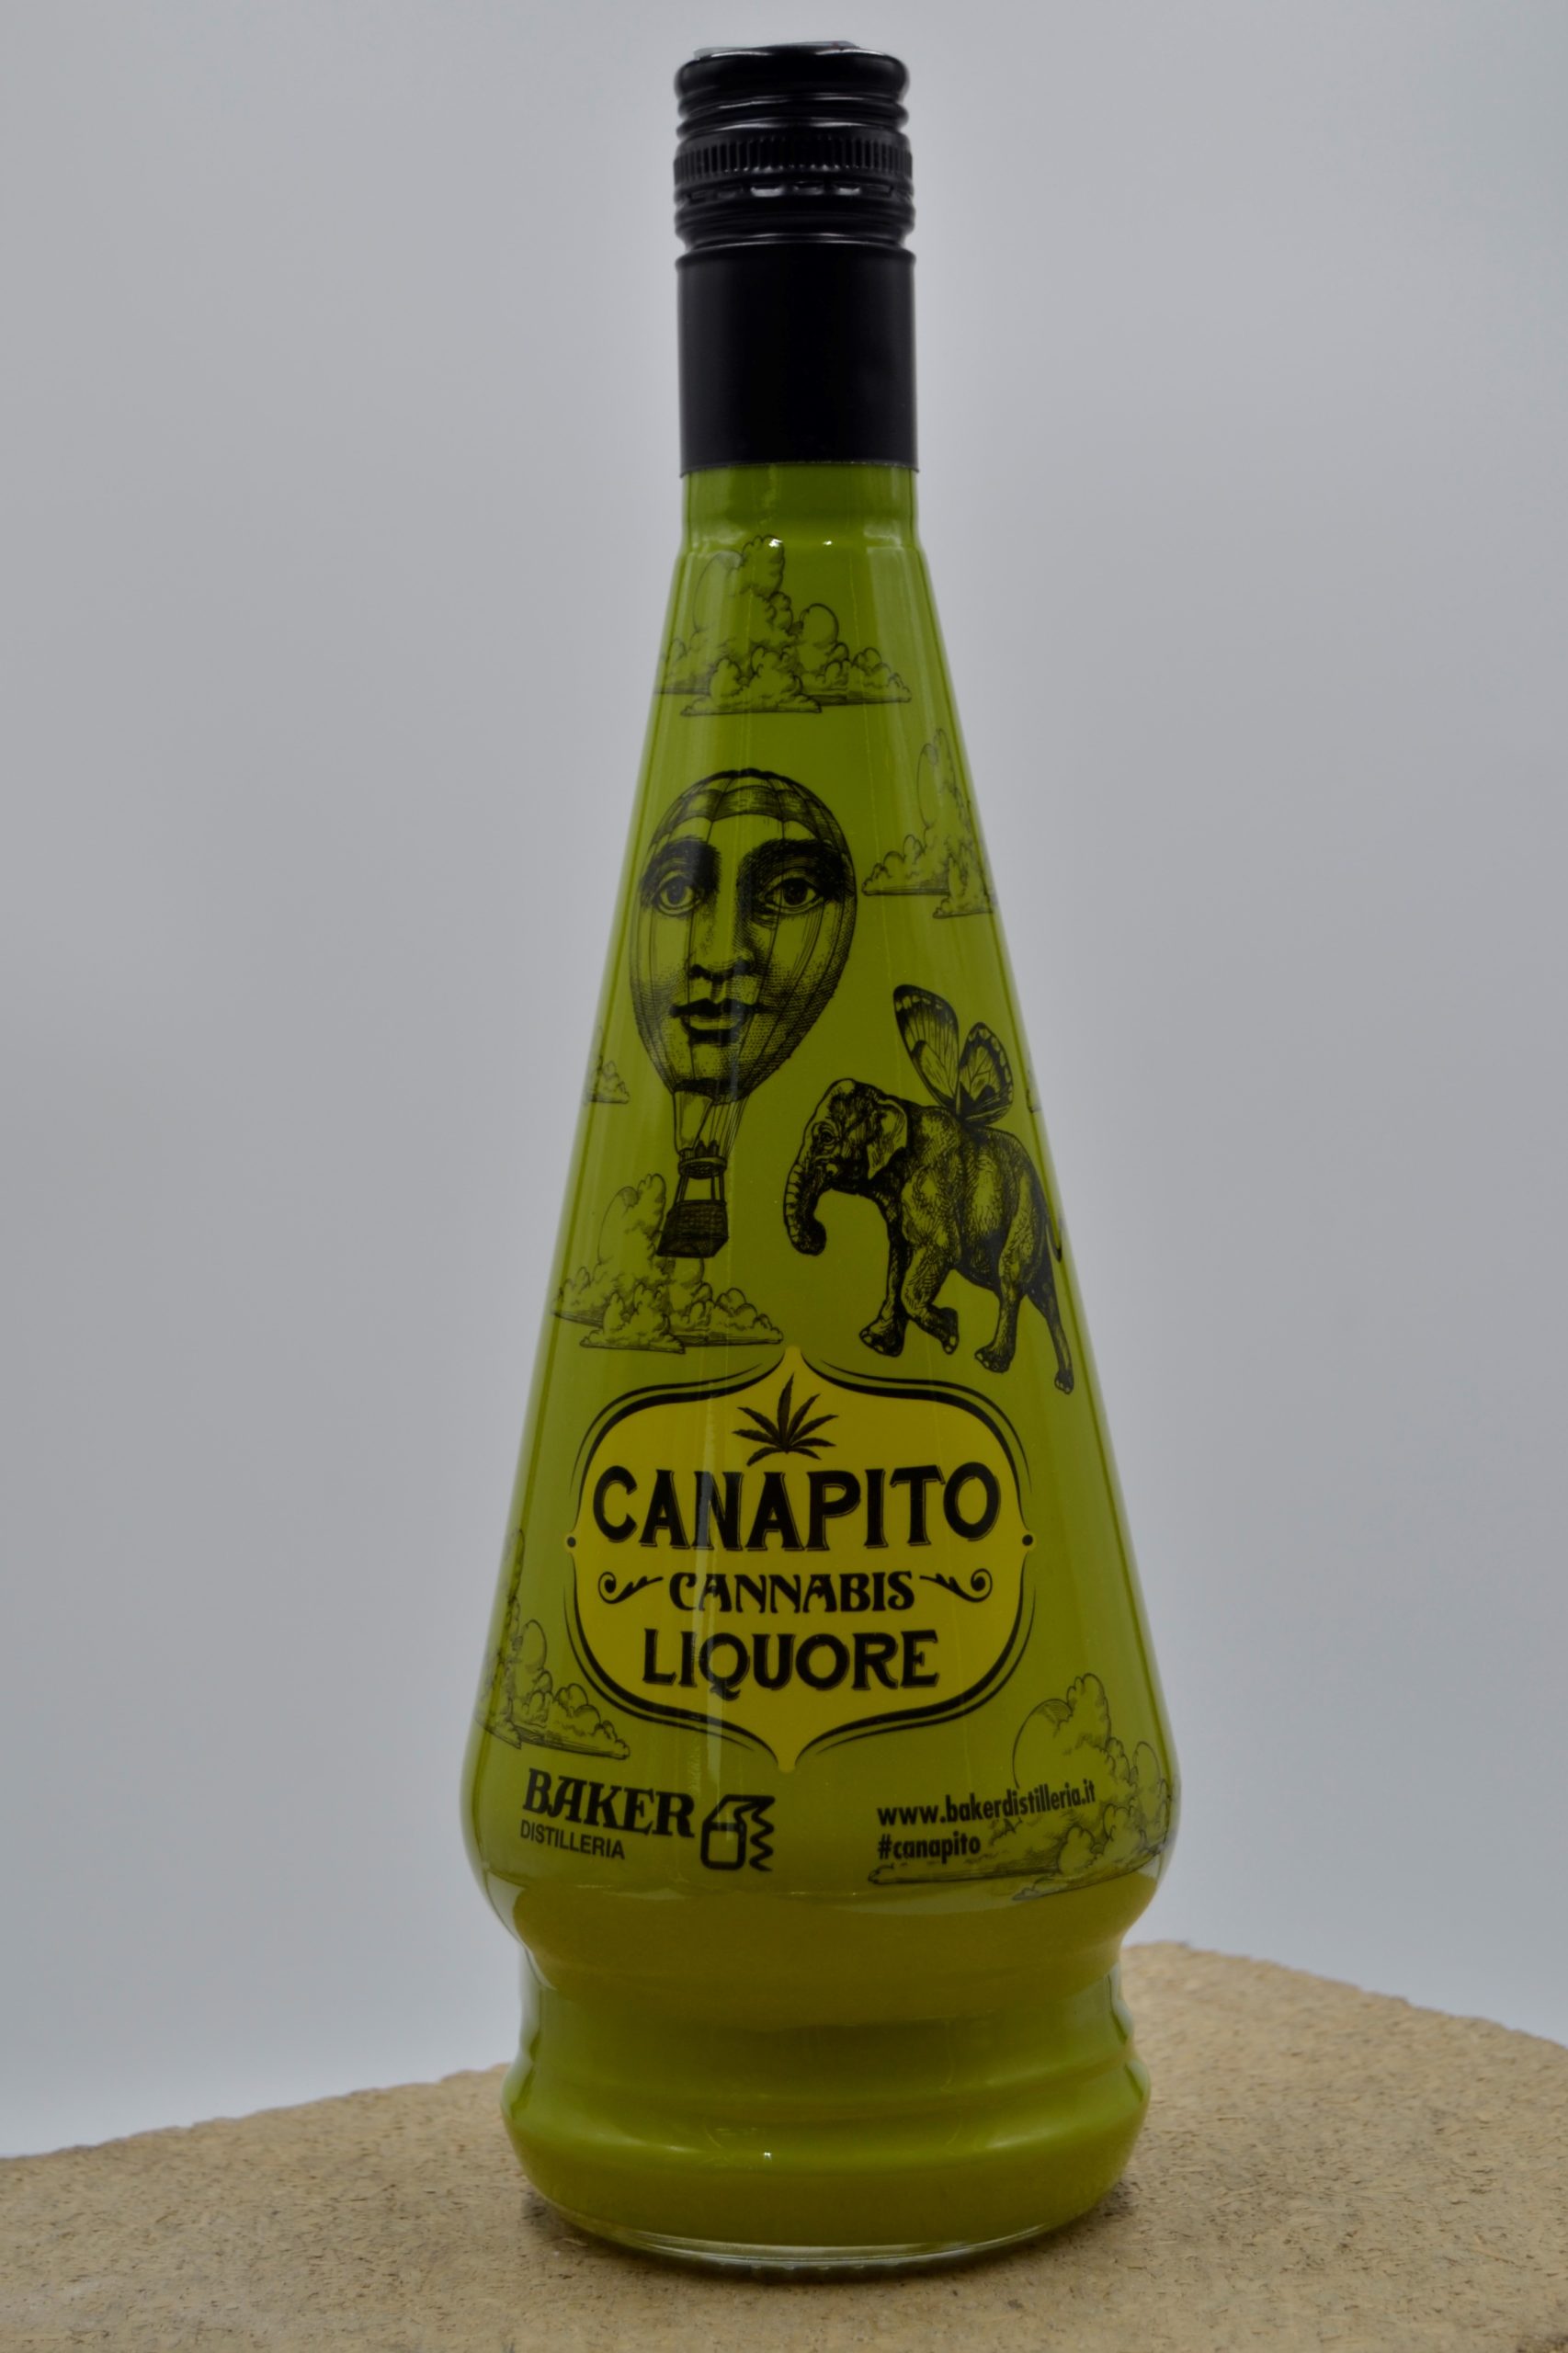 CANAPITO
CANNABIS
LIQUORE
BAKER
DISTILLERIA
www.bakerdistilleria.it
#canapito